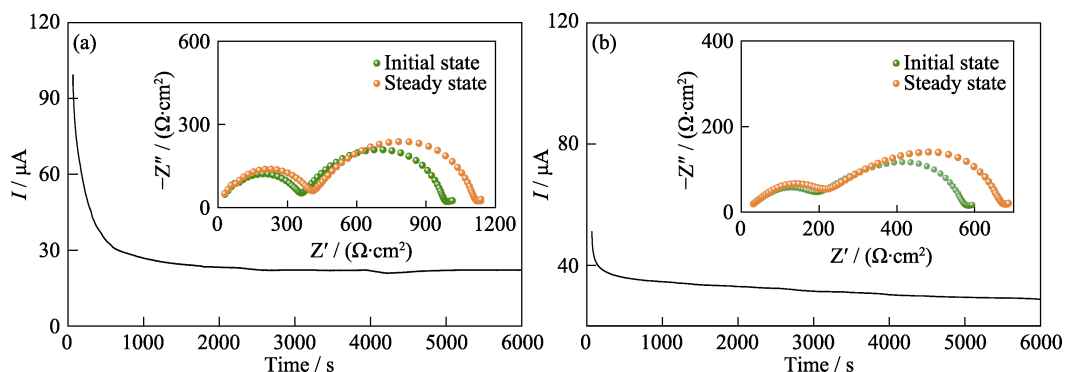 (a)
I / μA
120
90
60
30
0
0
1000
2000
3000
4000
5000
6000
Time / s
−Z″ / (Ω·cm²)
600
300
0
0
300
600
900
1200
Z′ / (Ω·cm²)
Initial state
Steady state
(b)
I / μA
120
80
40
0
1000
2000
3000
4000
5000
6000
Time / s
−Z″ / (Ω·cm²)
400
200
0
0
200
400
600
Z′ / (Ω·cm²)
Initial state
Steady state